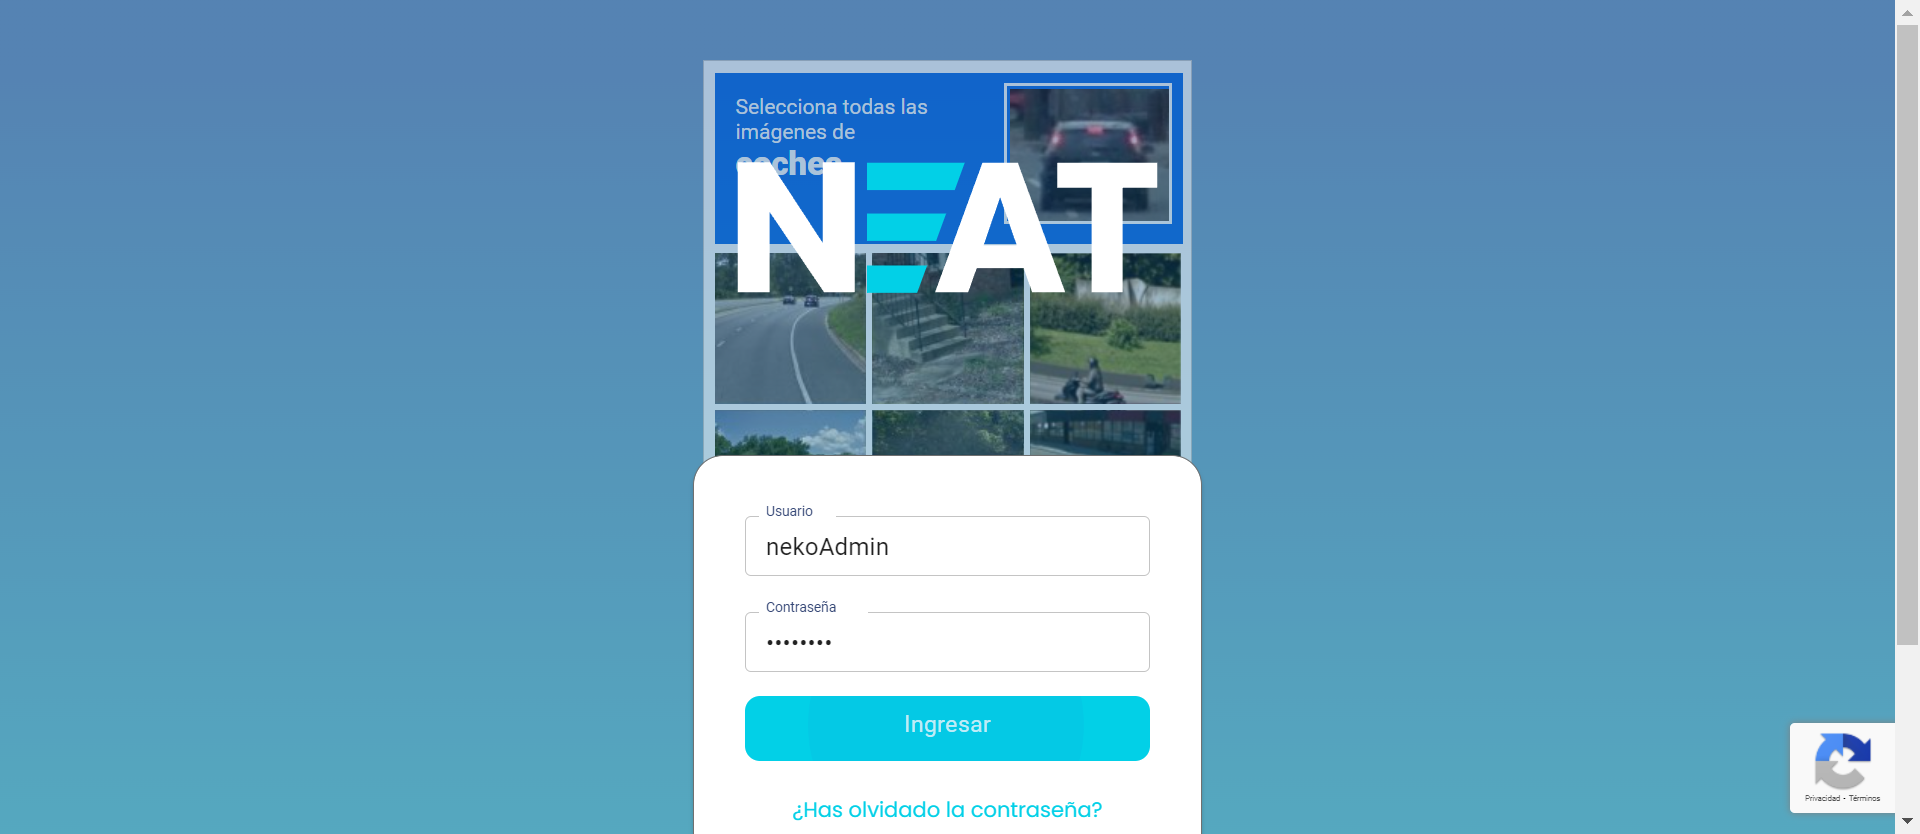 Selecciona todas las
imágenes de
coches
NEAT
Usuario
nekoAdmin
Contraseña
••••••••
Ingresar
¿Has olvidado la contraseña?
Privacidad - Términos